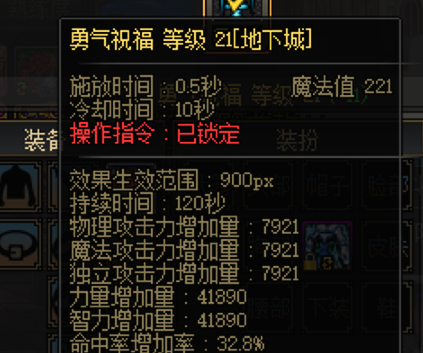 勇气祝福 等级 21[地下城]
施放时间：0.5秒 魔法值 221
冷却时间：10秒
操作指令：已锁定
装备
装扮
效果生效范围：900px
持续时间：120秒
物理攻击力增加量：7921
魔法攻击力增加量：7921
独立攻击力增加量：7921
力量增加量：41890
智力增加量：41890
命中率增加率：32.8%